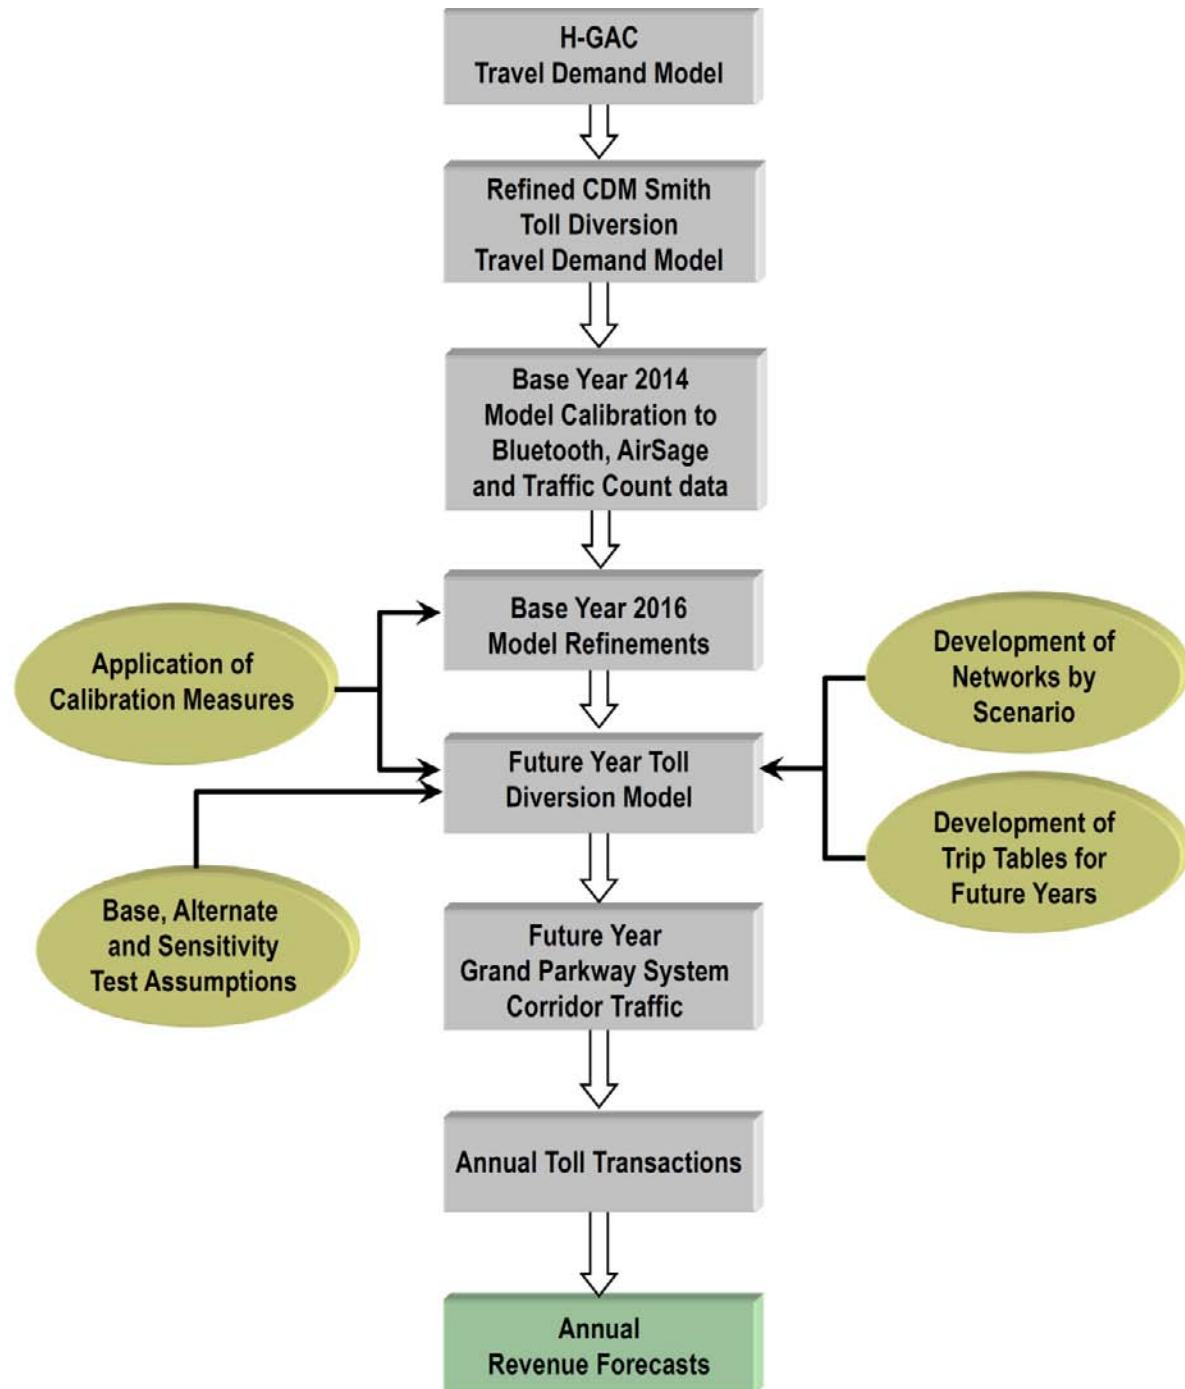 H-GAC
Travel Demand Model
Refined CDM Smith
Toll Diversion
Travel Demand Model
Base Year 2014
Model Calibration to
Bluetooth, AirSage
and Traffic Count data
Base Year 2016
Model Refinements
Application of
Calibration Measures
Development of
Networks by
Scenario
Future Year Toll
Diversion Model
Development of
Trip Tables for
Future Years
Base, Alternate
and Sensitivity
Test Assumptions
Future Year
Grand Parkway System
Corridor Traffic
Annual Toll Transactions
Annual
Revenue Forecasts